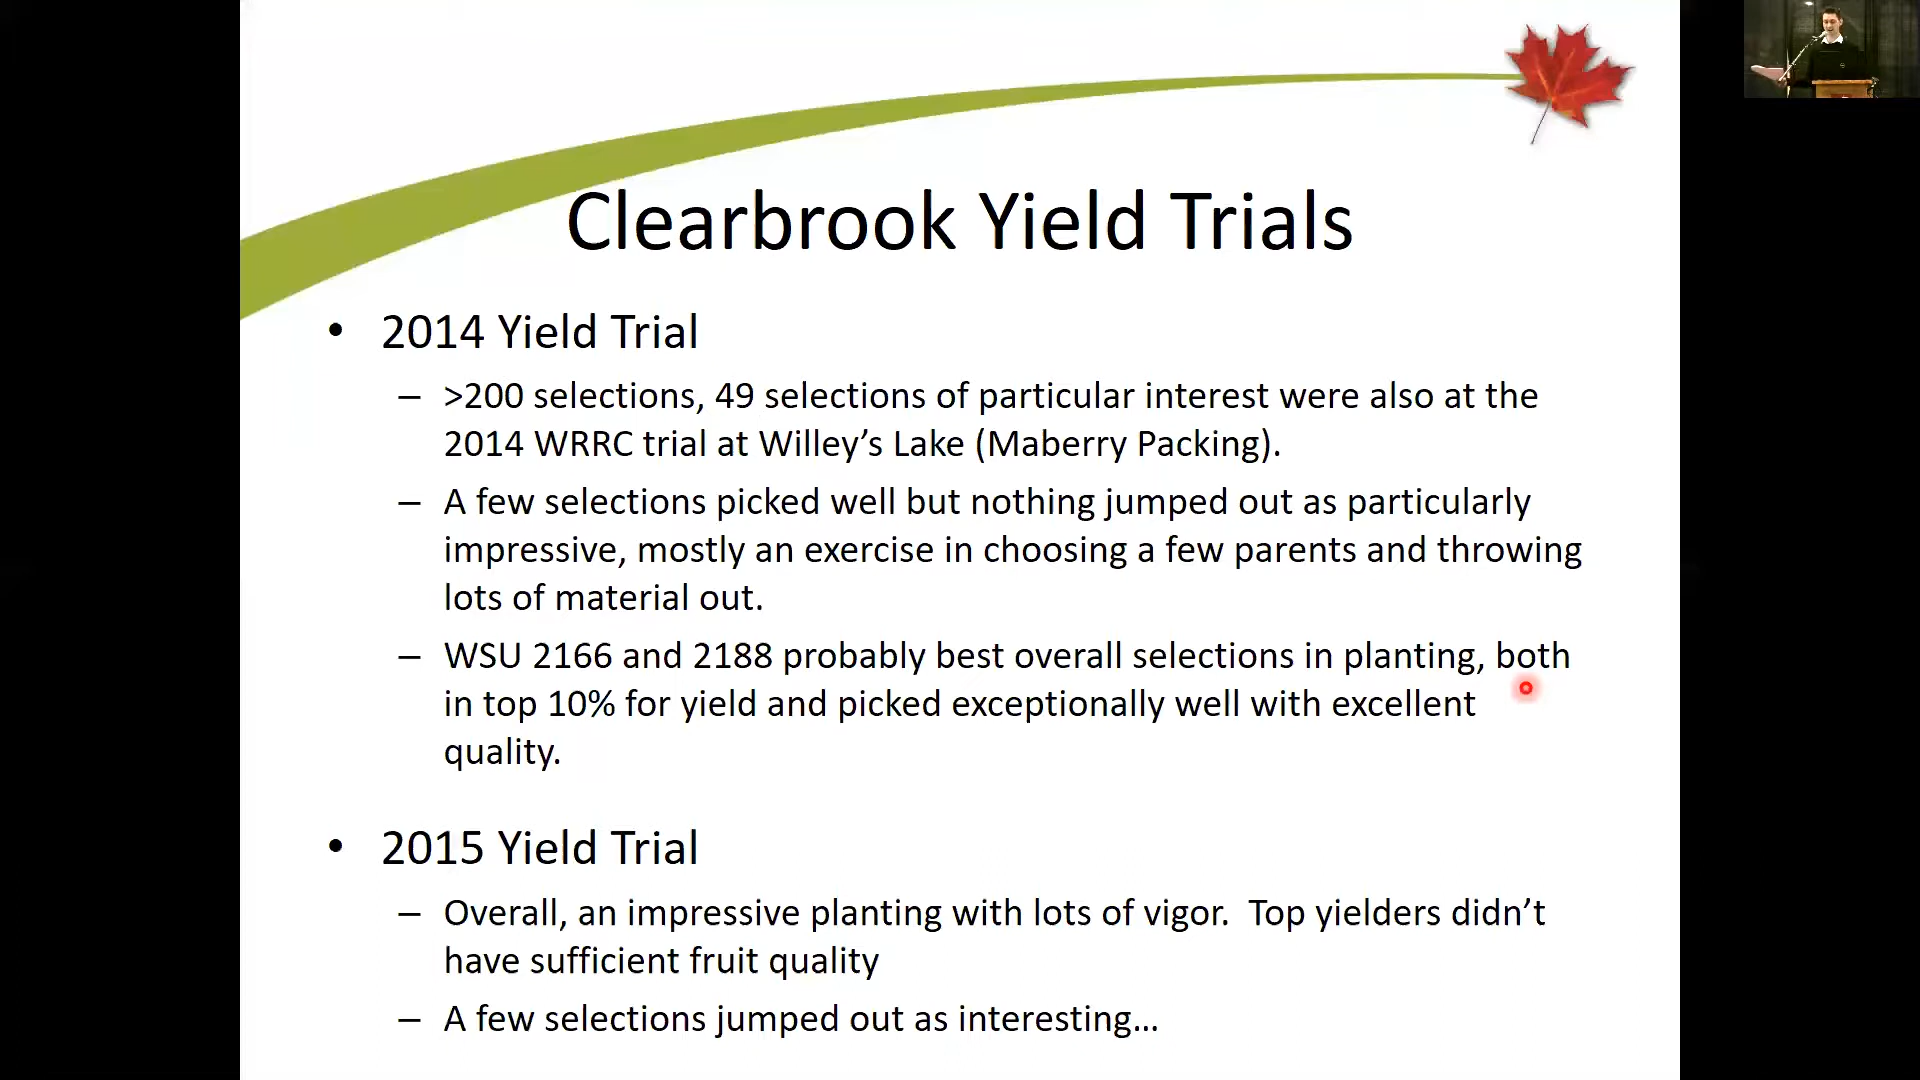 Clearbrook Yield Trials
• 2014 Yield Trial
– >200 selections, 49 selections of particular interest were also at the
2014 WRRC trial at Willey’s Lake (Maberry Packing).
– A few selections picked well but nothing jumped out as particularly
impressive, mostly an exercise in choosing a few parents and throwing
lots of material out.
– WSU 2166 and 2188 probably best overall selections in planting, both
in top 10% for yield and picked exceptionally well with excellent
quality.
• 2015 Yield Trial
– Overall, an impressive planting with lots of vigor.  Top yielders didn’t
have sufficient fruit quality
– A few selections jumped out as interesting…